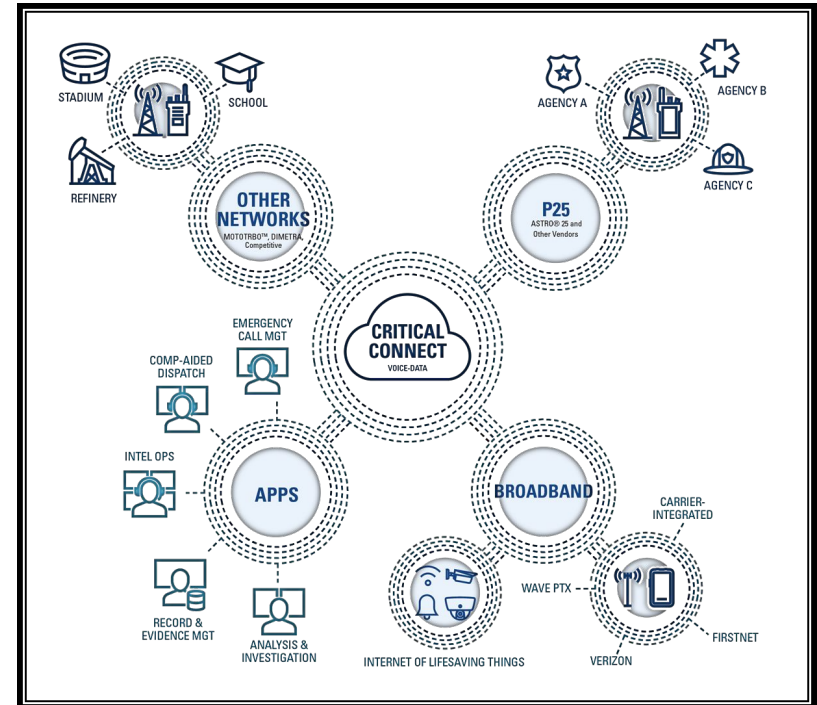 STADIUM
SCHOOL
REFINERY
AGENCY A
AGENCY B
AGENCY C
OTHER
NETWORKS
MOTOTRBO™, DIMETRA,
Competitive
P25
ASTRO® 25 and
Other Vendors
CRITICAL
CONNECT
VOICE-DATA
EMERGENCY
CALL MGT
COMP-AIDED
DISPATCH
INTEL OPS
APPS
RECORD &
EVIDENCE MGT
ANALYSIS &
INVESTIGATION
BROADBAND
CARRIER-
INTEGRATED
WAVE PTX
FIRSTNET
VERIZON
INTERNET OF LIFESAVING THINGS